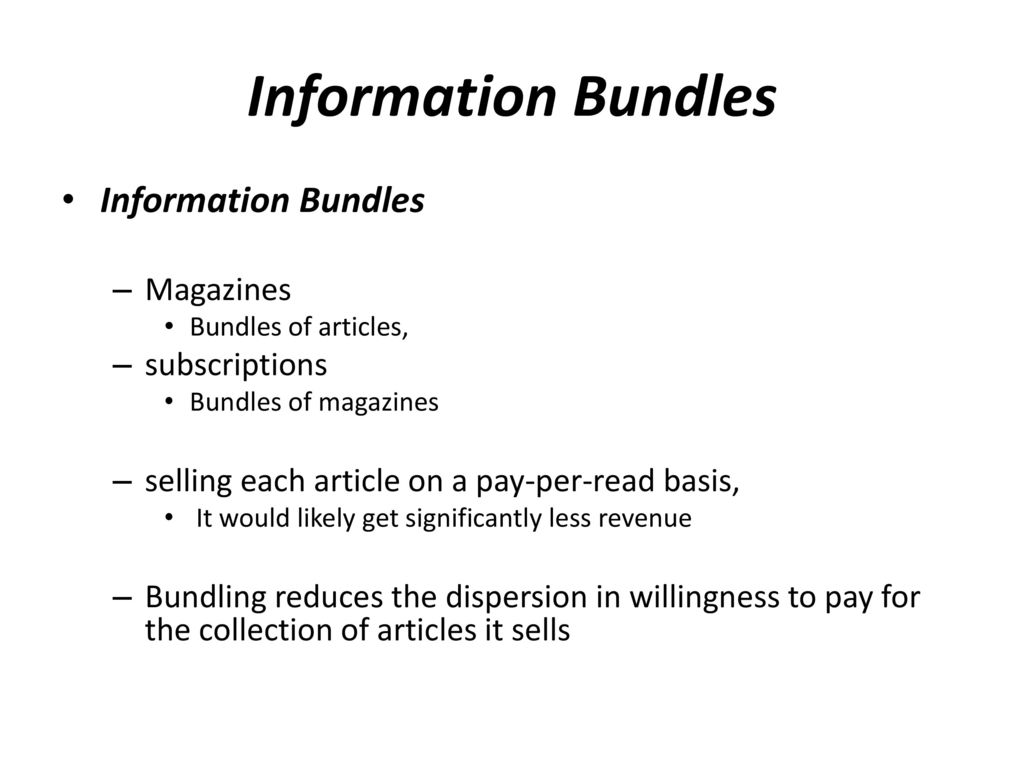 Information Bundles
• Information Bundles
– Magazines
• Bundles of articles,
– subscriptions
• Bundles of magazines
– selling each article on a pay-per-read basis,
• It would likely get significantly less revenue
– Bundling reduces the dispersion in willingness to pay for
the collection of articles it sells